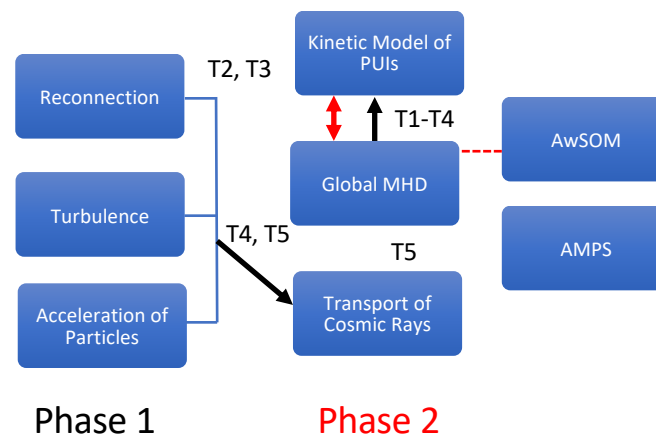 Kinetic Model of
PUIs
T2, T3
Reconnection
T1-T4
AwSOM
Global MHD
Turbulence
T4, T5
T5
AMPS
Acceleration of
Particles
Transport of
Cosmic Rays
Phase 1
Phase 2